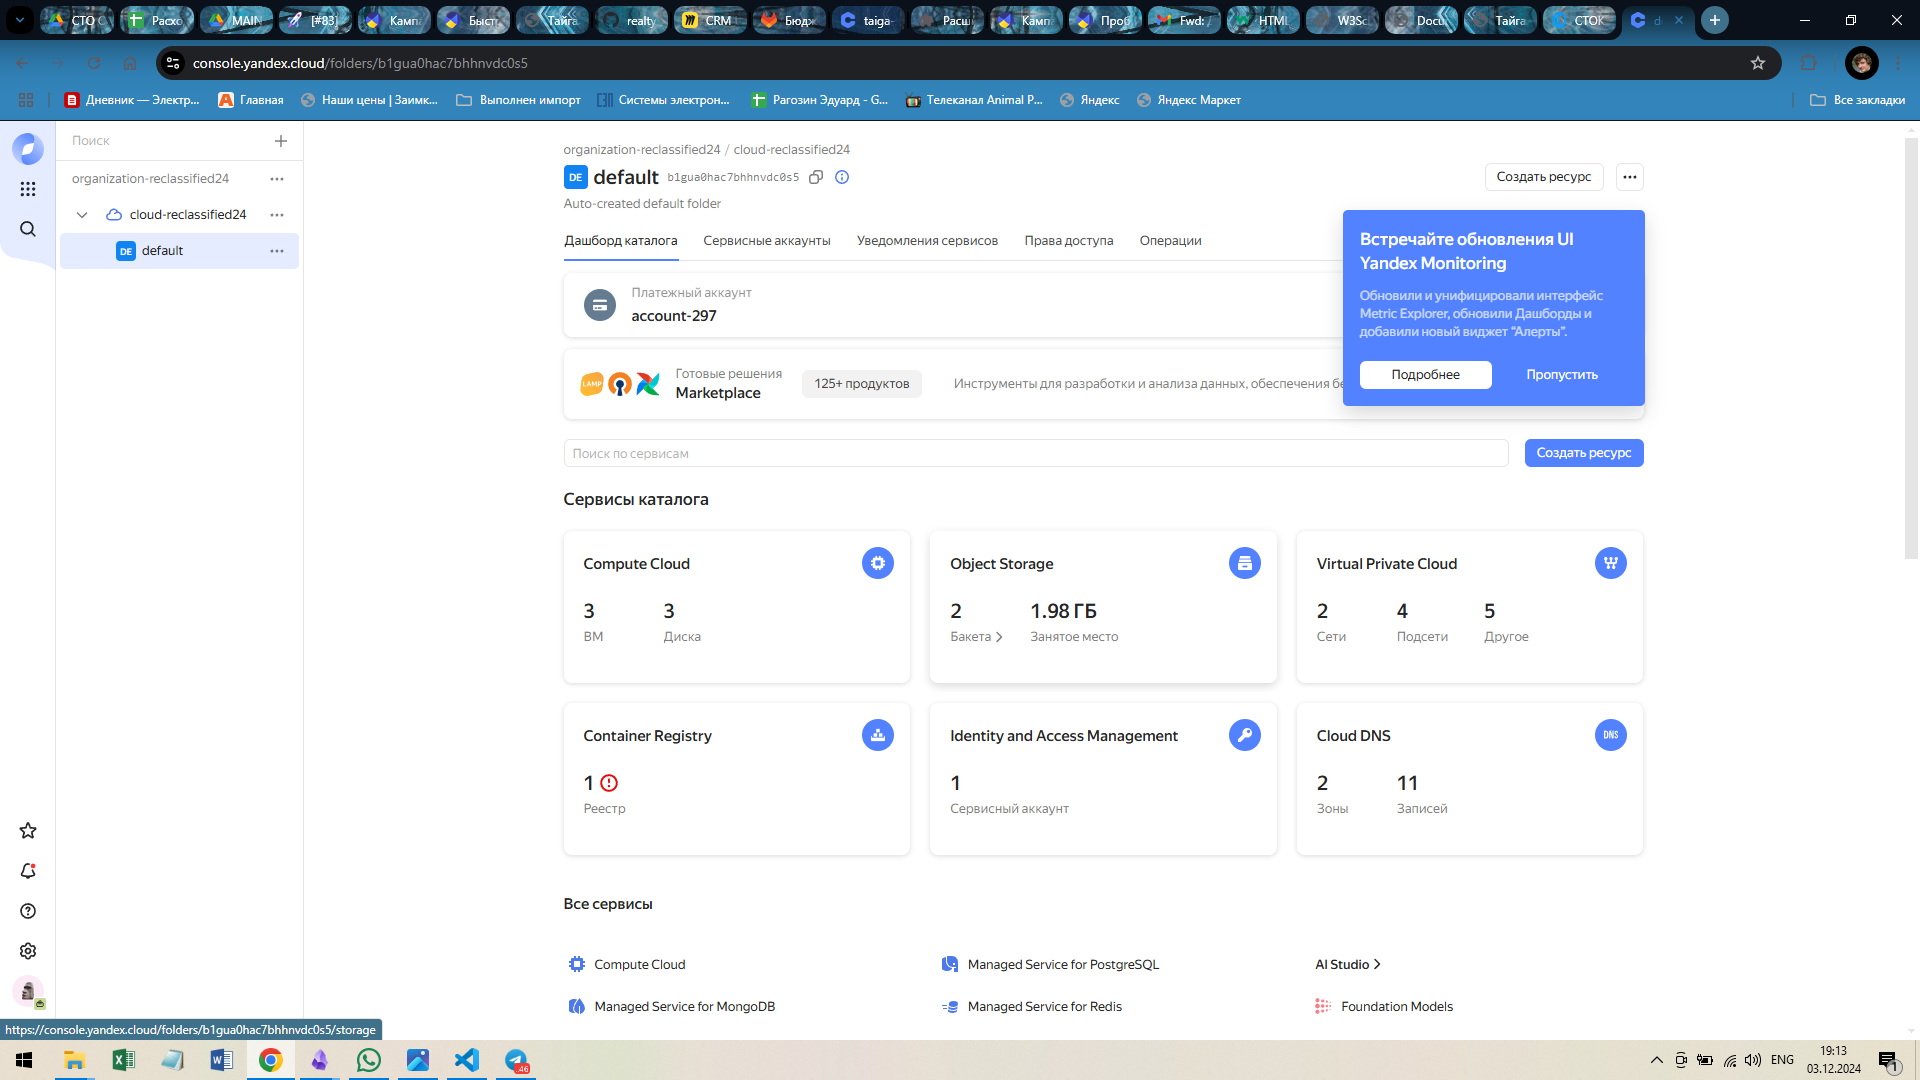 СТО С
Расхо
MAIN
[#83]
Камп
Быст
Тайга
realty
CRM
Бюдж
taiga-
Расш
Камп
Проб
Fwd: /
HTML
W3Sc
Docu
Тайга
СТОК
d
console.yandex.cloud/folders/b1gua0hac7bhhnvdc0s5
Дневник — Электр...
Главная
Наши цены | Заимк...
Выполнен импорт
Системы электрон...
Рагозин Эдуард - G...
Телеканал Animal P...
Яндекс
Яндекс Маркет
Все закладки
Поиск
organization-reclassified24
cloud-reclassified24
DE default
organization-reclassified24 / cloud-reclassified24
DE default b1gua0hac7bhhnvdc0s5
Auto-created default folder
Создать ресурс
Дашборд каталога
Сервисные аккаунты
Уведомления сервисов
Права доступа
Операции
Встречайте обновления UI
Yandex Monitoring
Обновили и унифицировали интерфейс
Metric Explorer, обновили Дашборды и
добавили новый виджет “Алерты”.
Подробнее
Пропустить
Платежный аккаунт
account-297
LAMP
Готовые решения
Marketplace
125+ продуктов
Инструменты для разработки и анализа данных, обеспечения бе
Поиск по сервисам
Создать ресурс
Сервисы каталога
Compute Cloud
3 3
ВМ Диска
Object Storage
2 1.98 ГБ
Бакета Занятое место
Virtual Private Cloud
2 4 5
Сети Подсети Другое
Container Registry
1
Реестр
Identity and Access Management
1
Сервисный аккаунт
Cloud DNS
DNS
2 11
Зоны Записей
Все сервисы
Compute Cloud
Managed Service for PostgreSQL
AI Studio
Managed Service for MongoDB
Managed Service for Redis
Foundation Models
https://console.yandex.cloud/folders/b1gua0hac7bhhnvdc0s5/storage
46
ENG
19:13
03.12.2024
1